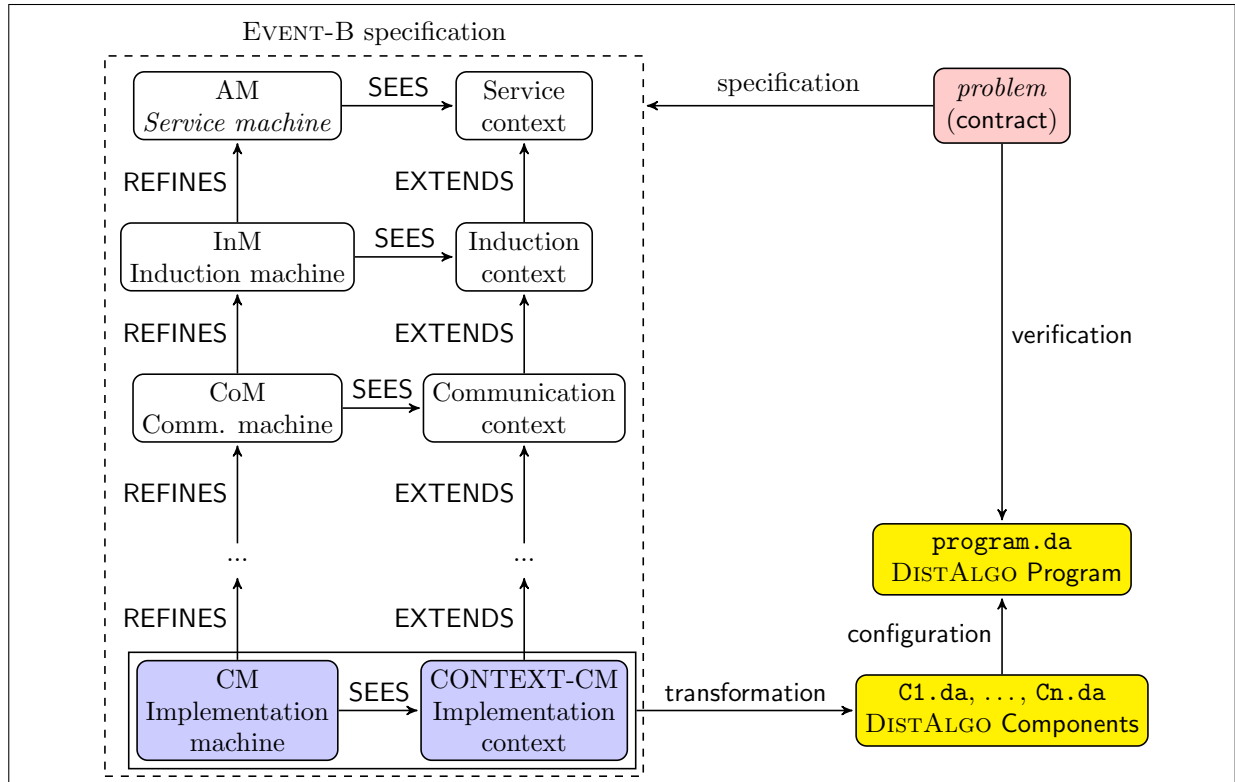 EVENT-B specification
AM
Service machine
SEES
Service
context
specification
problem
(contract)
REFINES
EXTENDS
InM
Induction machine
SEES
Induction
context
REFINES
EXTENDS
verification
CoM
Comm. machine
SEES
Communication
context
REFINES
EXTENDS
...
...
program.da
DISTALGO Program
REFINES
EXTENDS
configuration
CM
Implementation
machine
SEES
CONTEXT-CM
Implementation
context
transformation
C1.da, ..., Cn.da
DISTALGO Components